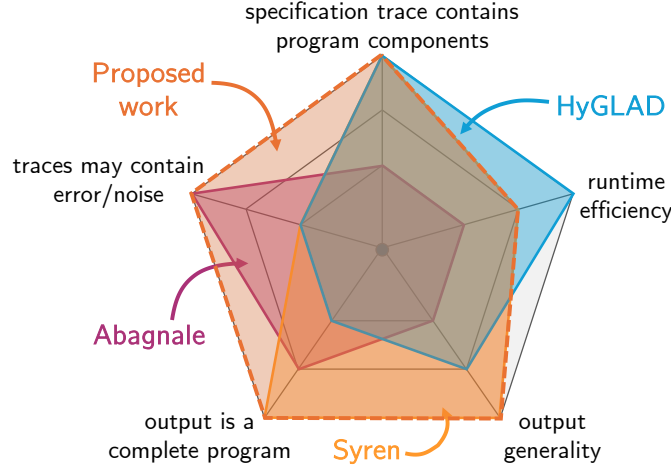 specification trace contains
program components
Proposed
work
HyGLAD
traces may contain
error/noise
runtime
efficiency
Abagnale
output is a
complete program
Syren
output
generality